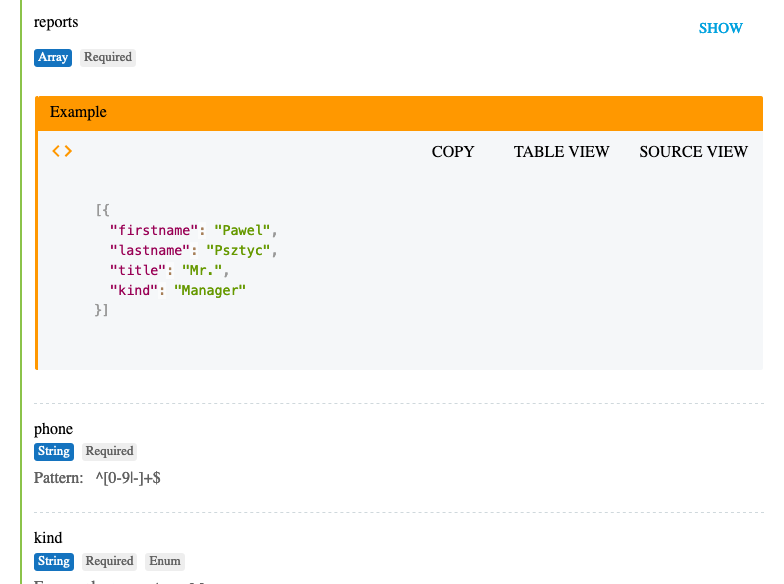 reports
SHOW
Array Required
Example
<> COPY TABLE VIEW SOURCE VIEW
[{
"firstname": "Pawel",
"lastname": "Psztyc",
"title": "Mr.",
"kind": "Manager"
}]
phone
String Required
Pattern: ^[0-9|-]+$
kind
String Required Enum